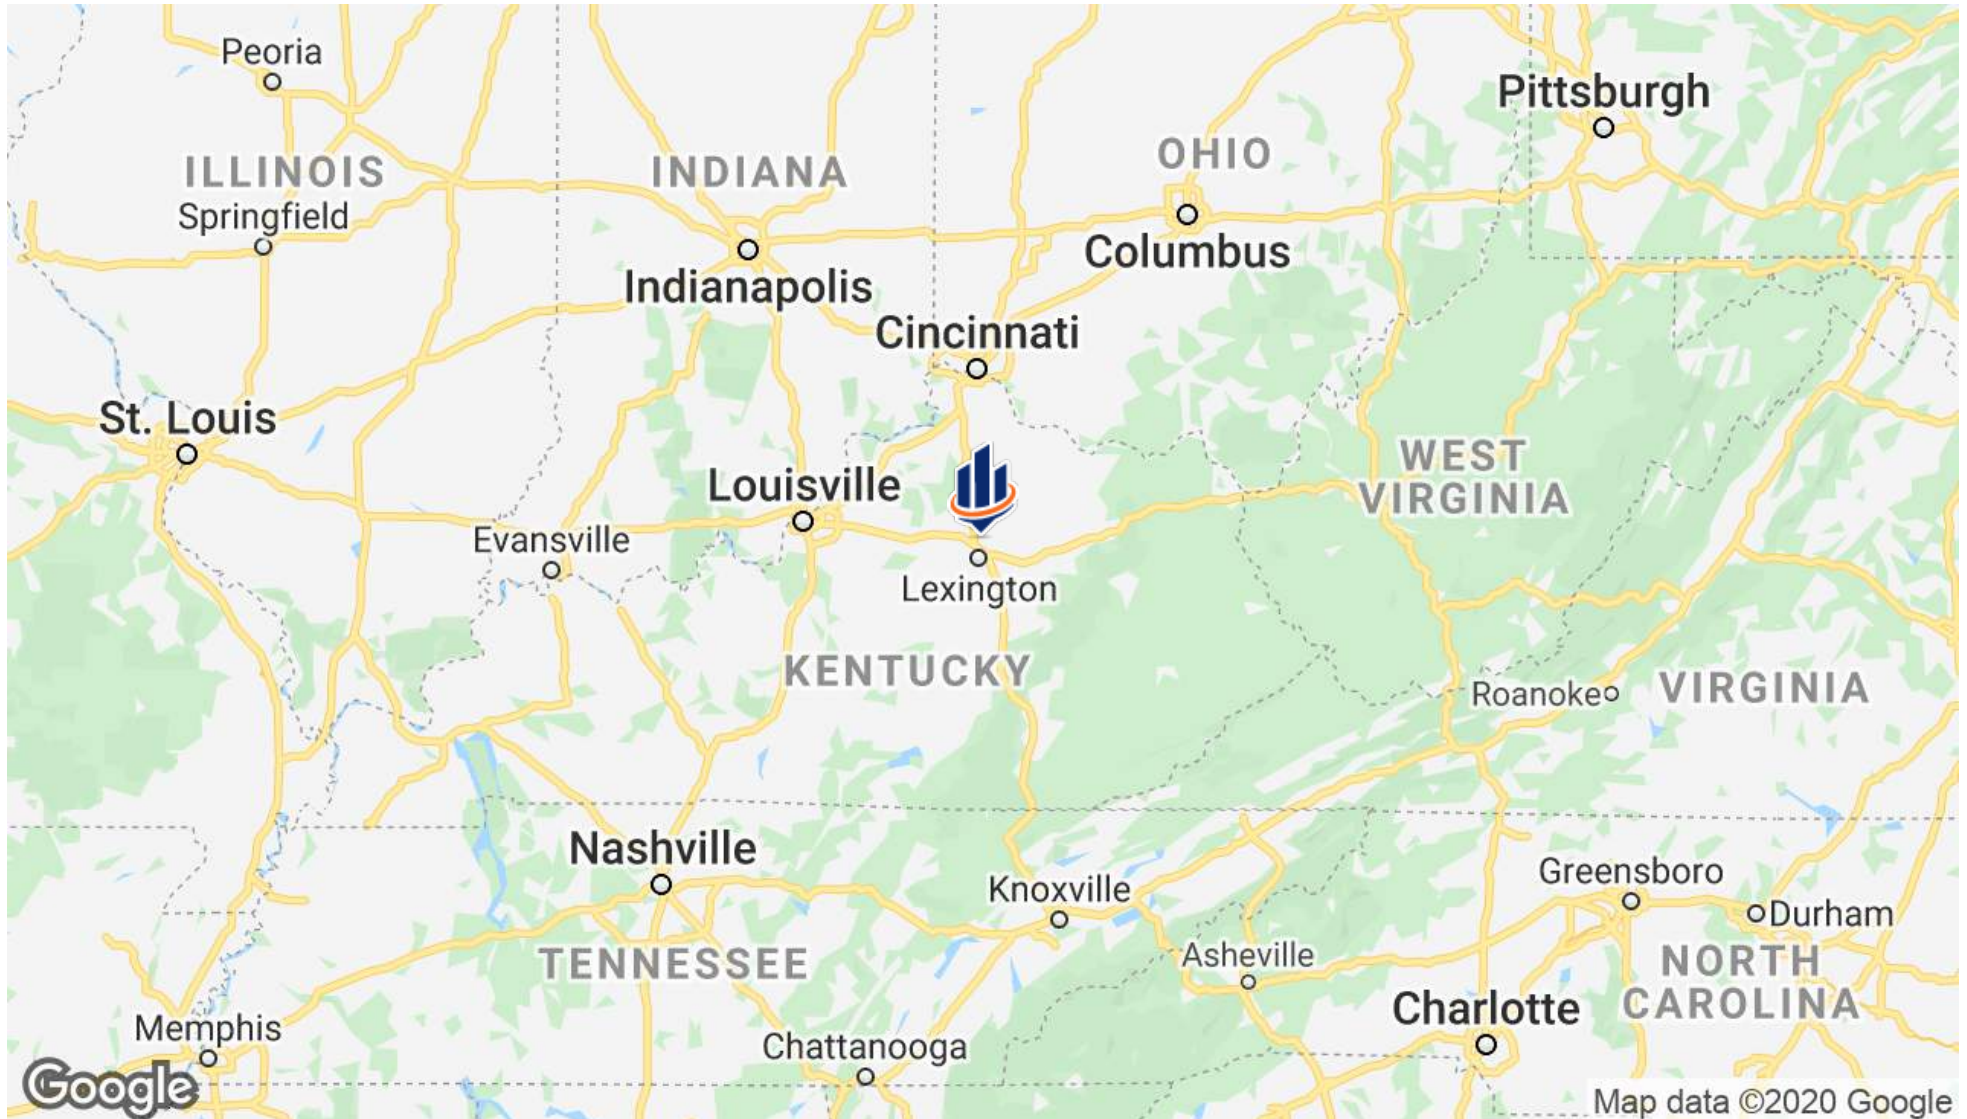 Peoria
Pittsburgh
OHIO
ILLINOIS
INDIANA
Springfield
Columbus
Indianapolis
Cincinnati
St. Louis
WEST
VIRGINIA
Louisville
Evansville
Lexington
KENTUCKY
Roanoke
VIRGINIA
Nashville
Knoxville
Greensboro
Durham
TENNESSEE
Asheville
NORTH
CAROLINA
Charlotte
Memphis
Chattanooga
Google
Map data ©2020 Google